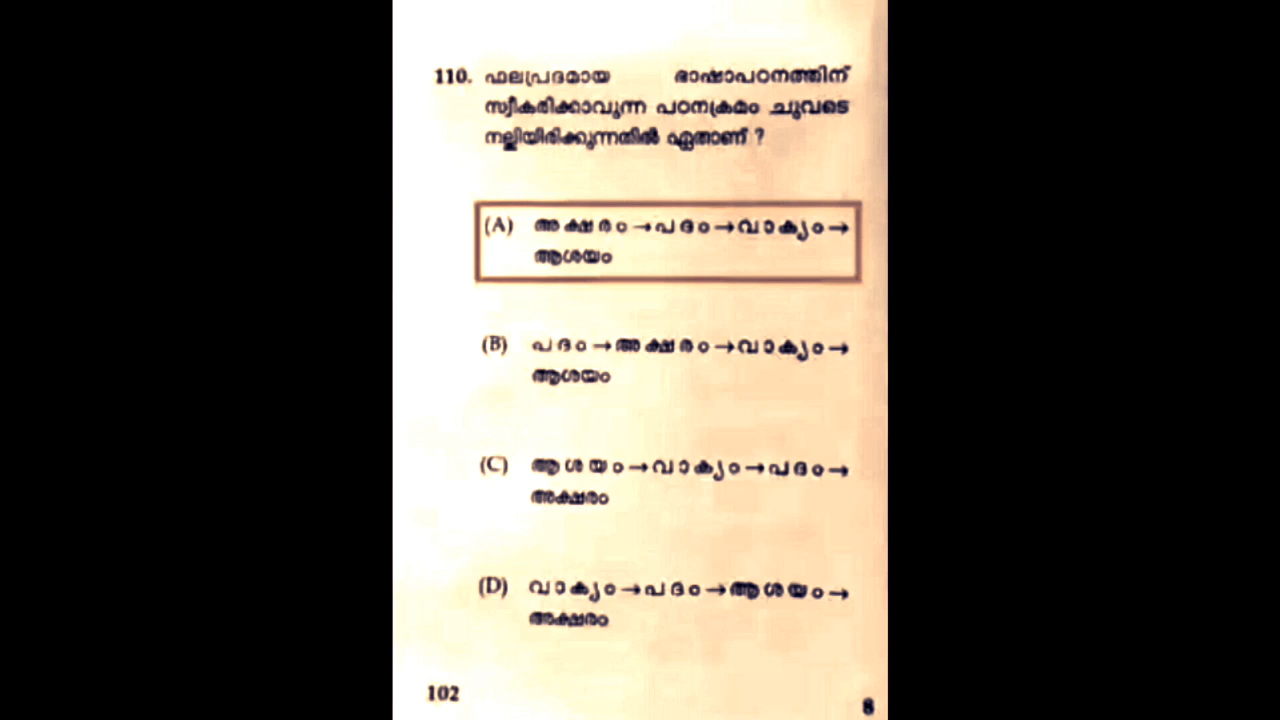 110. ഫലപ്രദമായ ഭാഷാപഠനത്തിന്
സ്വീകരിക്കാവുന്ന പഠനക്രമം ചുവടെ
നല്കിയിരിക്കുന്നതിൽ ഏതാണ് ?
(A) അക്ഷരം→പദം→വാക്യം→
ആശയം
(B) പദം→അക്ഷരം→വാക്യം→
ആശയം
(C) ആശയം→വാക്യം→പദം→
അക്ഷരം
(D) വാക്യം→പദം→ആശയം→
അക്ഷരം
102
8